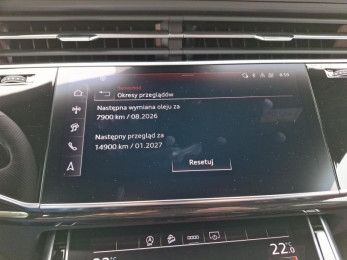 Okresy przeglądów
Następna wymiana oleju za
7900 km / 08.2026
Następny przegląd za
14900 km / 01.2027
Resetuj
22.0